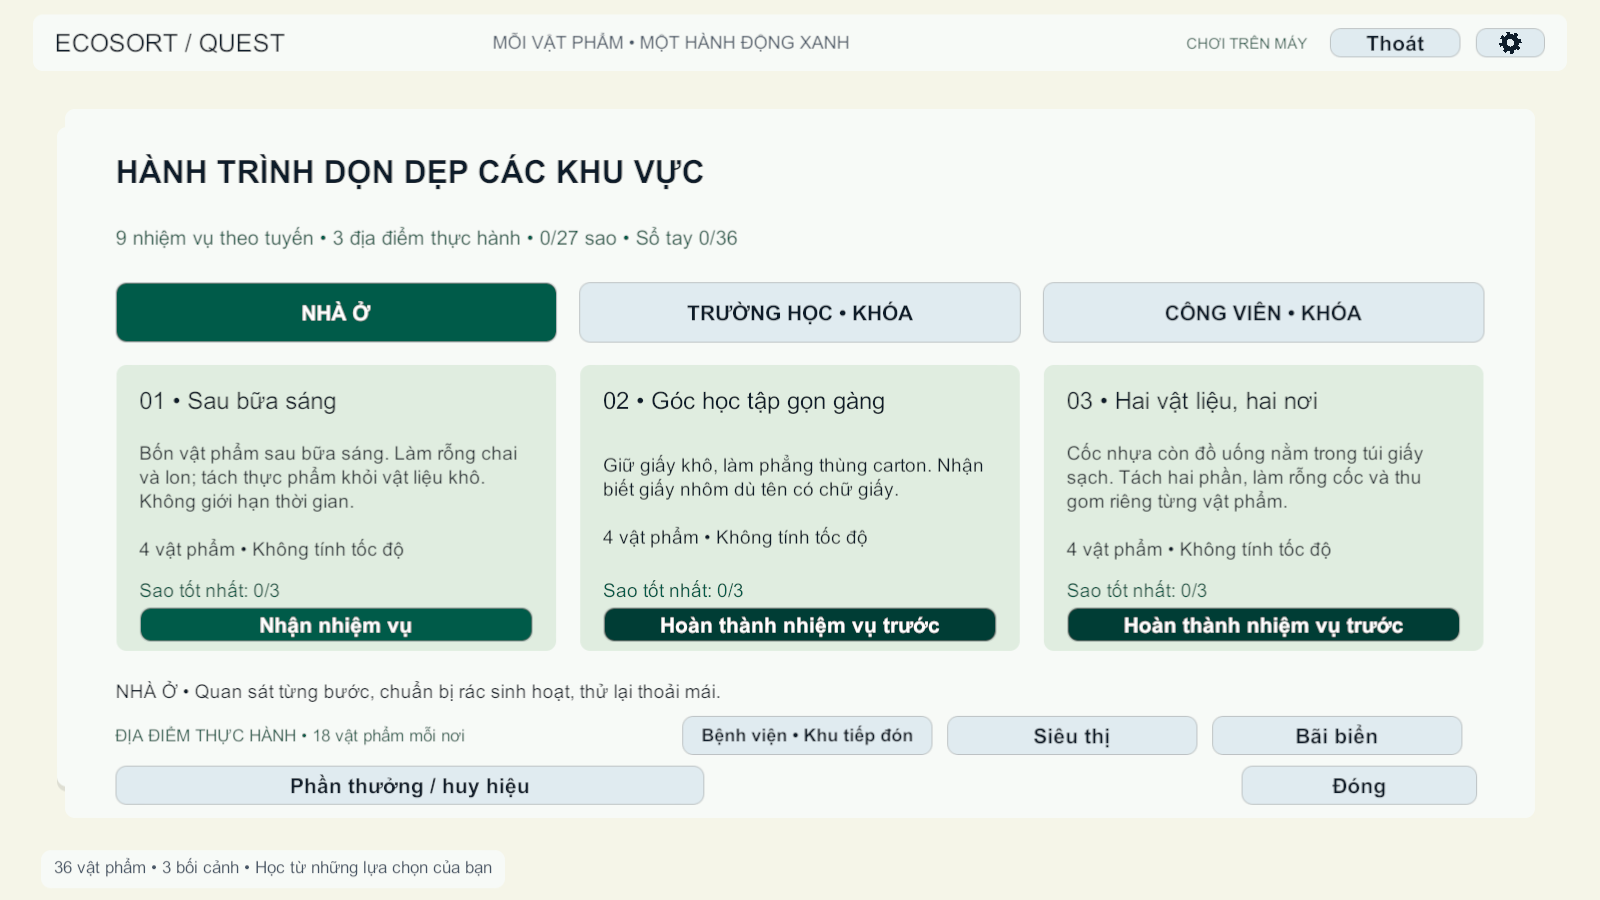 ECOSORT / QUEST
MỖI VẬT PHẨM • MỘT HÀNH ĐỘNG XANH
CHƠI TRÊN MÁY
Thoát
HÀNH TRÌNH DỌN DẸP CÁC KHU VỰC
9 nhiệm vụ theo tuyến • 3 địa điểm thực hành • 0/27 sao • Sổ tay 0/36
NHÀ Ở
TRƯỜNG HỌC • KHÓA
CÔNG VIÊN • KHÓA
01 • Sau bữa sáng
Bốn vật phẩm sau bữa sáng. Làm rỗng chai
và lon; tách thực phẩm khỏi vật liệu khô.
Không giới hạn thời gian.
4 vật phẩm • Không tính tốc độ
Sao tốt nhất: 0/3
Nhận nhiệm vụ
02 • Góc học tập gọn gàng
Giữ giấy khô, làm phẳng thùng carton. Nhận
biết giấy nhôm dù tên có chữ giấy.
4 vật phẩm • Không tính tốc độ
Sao tốt nhất: 0/3
Hoàn thành nhiệm vụ trước
03 • Hai vật liệu, hai nơi
Cốc nhựa còn đồ uống nằm trong túi giấy
sạch. Tách hai phần, làm rỗng cốc và thu
gom riêng từng vật phẩm.
4 vật phẩm • Không tính tốc độ
Sao tốt nhất: 0/3
Hoàn thành nhiệm vụ trước
NHÀ Ở • Quan sát từng bước, chuẩn bị rác sinh hoạt, thử lại thoải mái.
ĐỊA ĐIỂM THỰC HÀNH • 18 vật phẩm mỗi nơi
Bệnh viện • Khu tiếp đón
Siêu thị
Bãi biển
Phần thưởng / huy hiệu
Đóng
36 vật phẩm • 3 bối cảnh • Học từ những lựa chọn của bạn